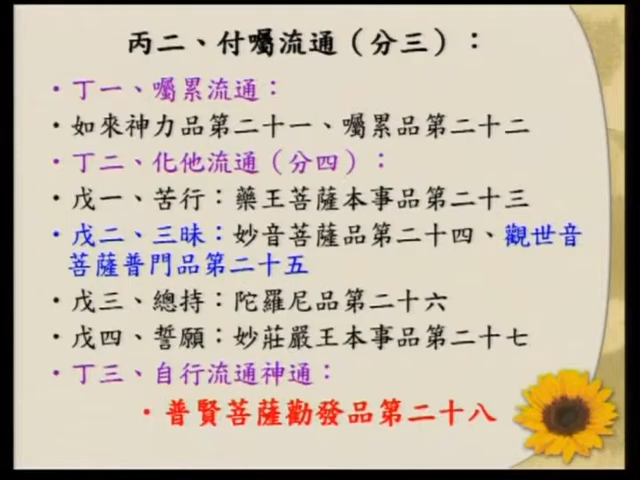 丙二、付囑流通（分三）：
•丁一、囑累流通：
•如來神力品第二十一、囑累品第二十二
•丁二、化他流通（分四）：
•戊一、苦行：藥王菩薩本事品第二十三
•戊二、三昧：妙音菩薩品第二十四、觀世音
菩薩普門品第二十五
•戊三、總持：陀羅尼品第二十六
•戊四、誓願：妙莊嚴王本事品第二十七
•丁三、自行流通神通：
•普賢菩薩勸發品第二十八